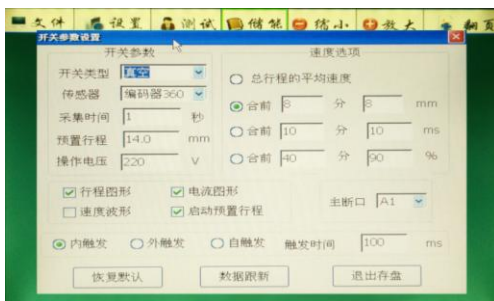 文件 设置 测试 储能 缩小 放大 翻页
开关参数设置
开关参数 速度选项
开关类型 真空 总行程的平均速度
传感器 编码器360 合前 8 分 8 mm
采集时间 1 秒
预置行程 14.0 mm 合前 10 分 10 ms
操作电压 220 V 合前 40 分 90 %
行程图形 电流图形
速度波形 启动预置行程 主断口 A1
内触发 外触发 自触发 触发时间 100 ms
恢复默认 数据跟新 退出存盘